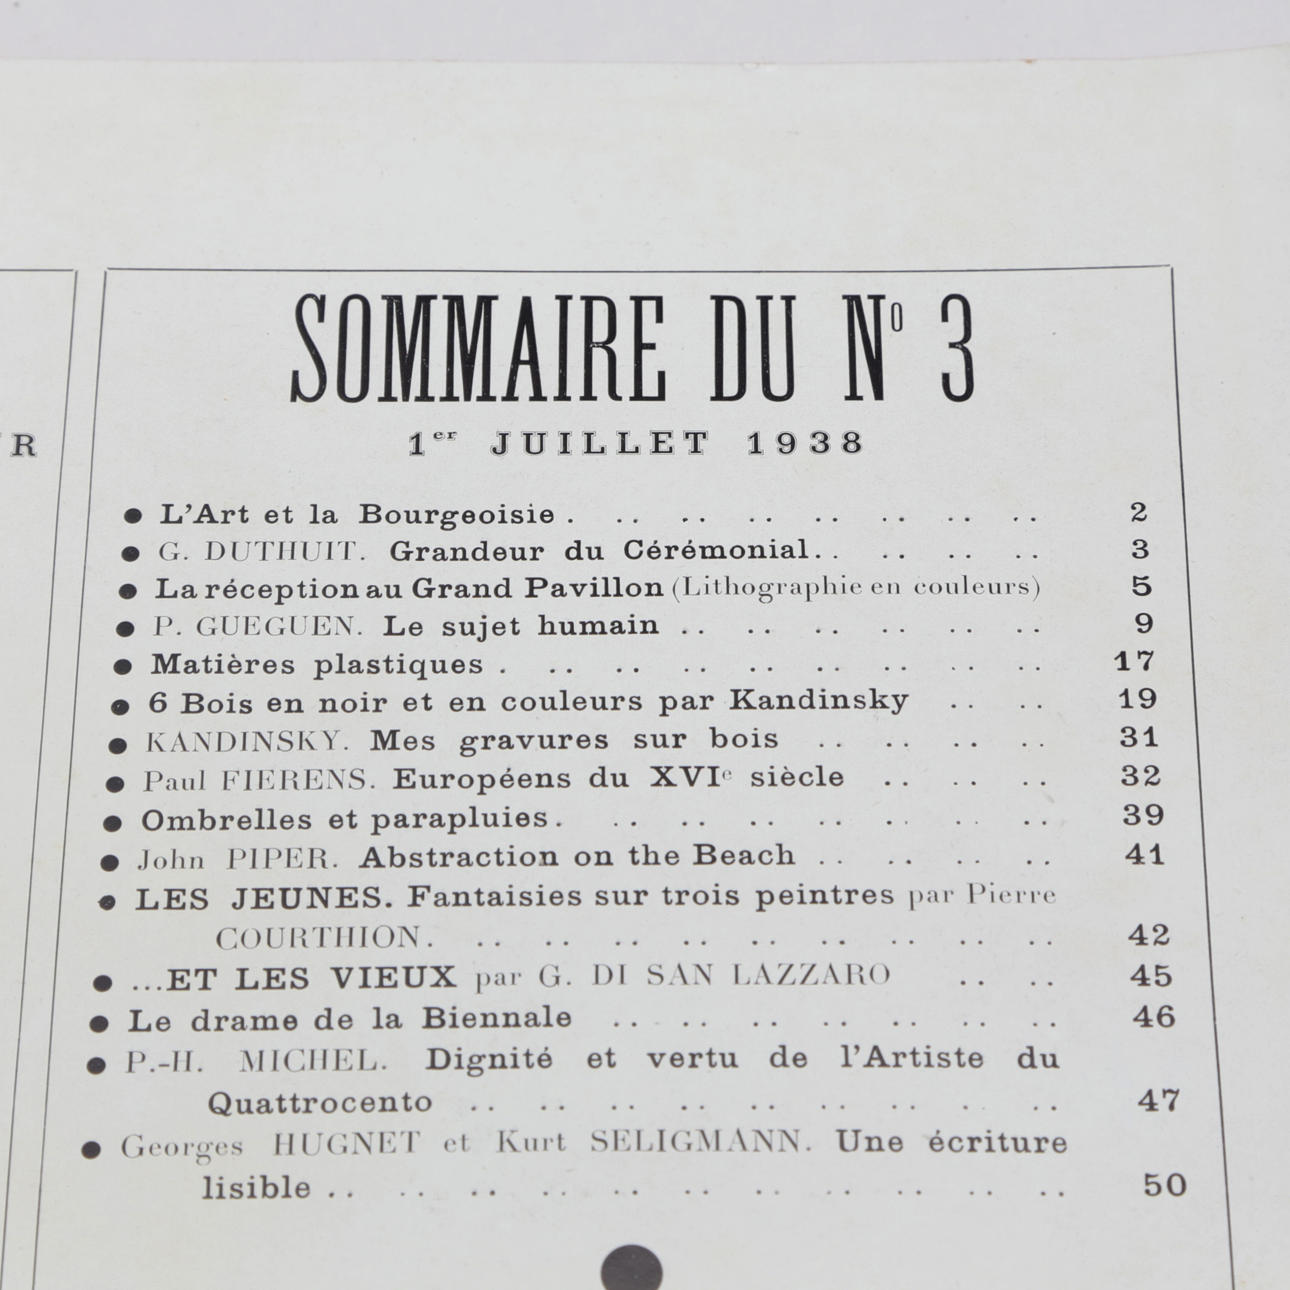 R
SOMMAIRE DU Nº 3
1er JUILLET 1938
● L'Art et la Bourgeoisie . .. .. .. .. .. .. .. 2
● G. DUTHUIT. Grandeur du Cérémonial. . .. .. .. 3
● La réception au Grand Pavillon (Lithographie en couleurs) 5
● P. GUEGUEN. Le sujet humain .. .. .. .. .. .. 9
● Matières plastiques . .. .. .. .. .. .. .. .. 17
● 6 Bois en noir et en couleurs par Kandinsky .. .. 19
● KANDINSKY. Mes gravures sur bois .. .. .. .. 31
● Paul FIERENS. Européens du XVIe siècle .. .. .. 32
● Ombrelles et parapluies. .. .. .. .. .. .. .. 39
● John PIPER. Abstraction on the Beach .. .. .. .. 41
● LES JEUNES. Fantaisies sur trois peintres par Pierre
COURTHION. .. .. .. .. .. .. .. .. .. 42
● ...ET LES VIEUX par G. DI SAN LAZZARO .. .. 45
● Le drame de la Biennale .. .. .. .. .. .. .. 46
● P.-H. MICHEL. Dignité et vertu de l'Artiste du
Quattrocento .. .. .. .. .. .. .. .. .. 47
● Georges HUGNET et Kurt SELIGMANN. Une écriture
lisible .. .. .. .. .. .. .. .. .. .. .. 50